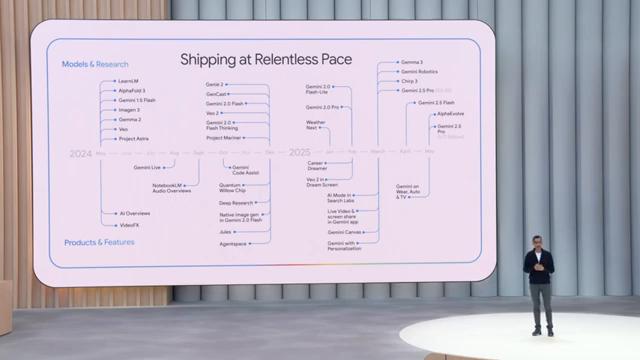 Shipping at Relentless Pace
Models & Research
LearnLM
AlphaFold 3
Gemini 1.5 Flash
Imagen 3
Gemma 2
Veo
Project Astra
Genie 2
GenCast
Gemini 2.0 Flash
Veo 2
Gemini 2.0
Flash Thinking
Project Mariner
Gemini 2.0
Flash-Lite
Gemini 2.0 Pro
Weather
Next
Gemma 3
Gemini Robotics
Chirp 3
Gemini 2.5 Pro
Gemini 2.5 Flash
AlphaEvolve
Gemini 2.5
Pro
2024 May June July Aug Sept Oct Nov Dec 2025 Jan Feb March April May
Gemini Live
NotebookLM
Audio Overviews
AI Overviews
VideoFX
Gemini
Code Assist
Quantum
Willow Chip
Deep Research
Native image gen
in Gemini 2.0 Flash
Jules
Agentspace
Career
Dreamer
Veo 2 in
Dream Screen
AI Mode in
Search Labs
Live Video &
screen share
in Gemini app
Gemini Canvas
Gemini with
Personalization
Gemini on
Wear, Auto
& TV
Products & Features